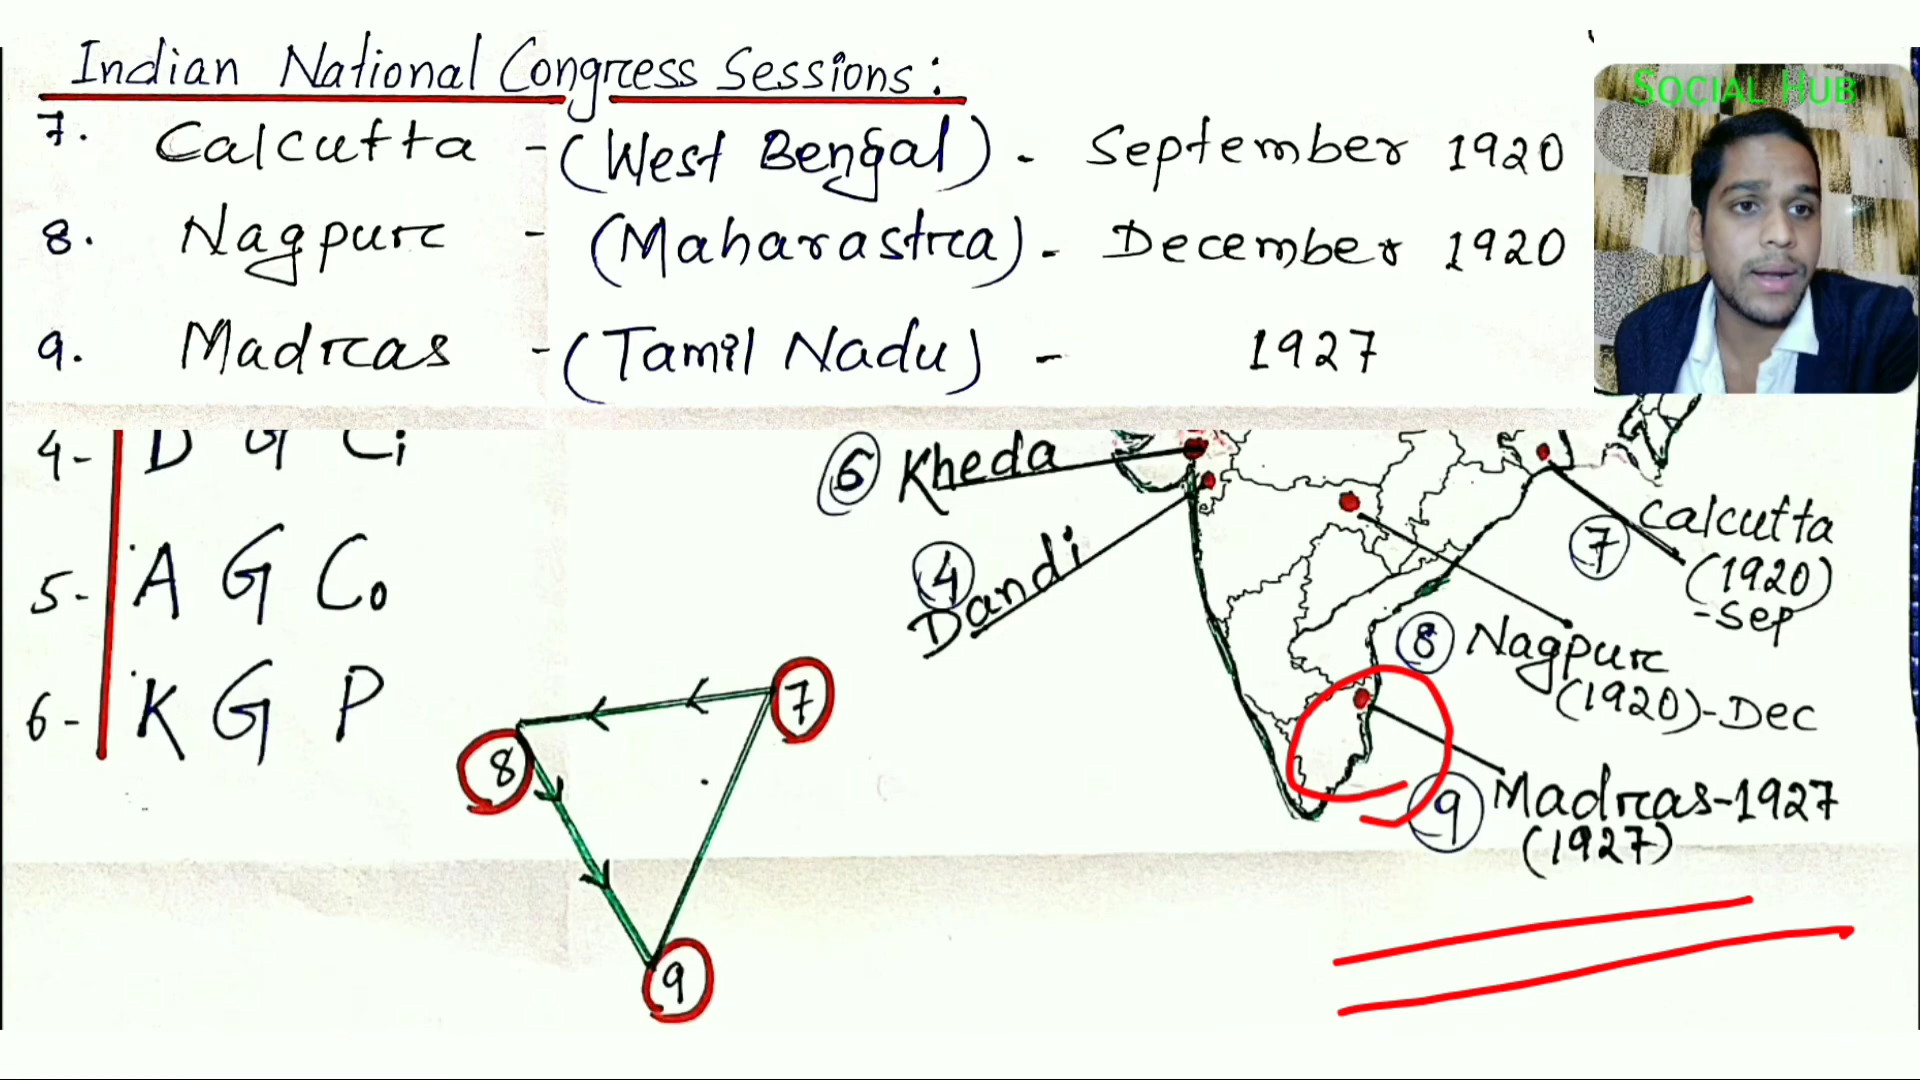 Indian National Congress Sessions:
7. Calcutta - (West Bengal) - September 1920
8. Nagpur - (Maharastra) - December 1920
9. Madras - (Tamil Nadu) - 1927
SOCIAL HUB
4- D G Ci
5- A G Co
6- K G P
7
8
9
6 Kheda
4
Dandi
7 Calcutta
(1920)
-Sep
8 Nagpur
(1920)-Dec
9 Madras-1927
(1927)